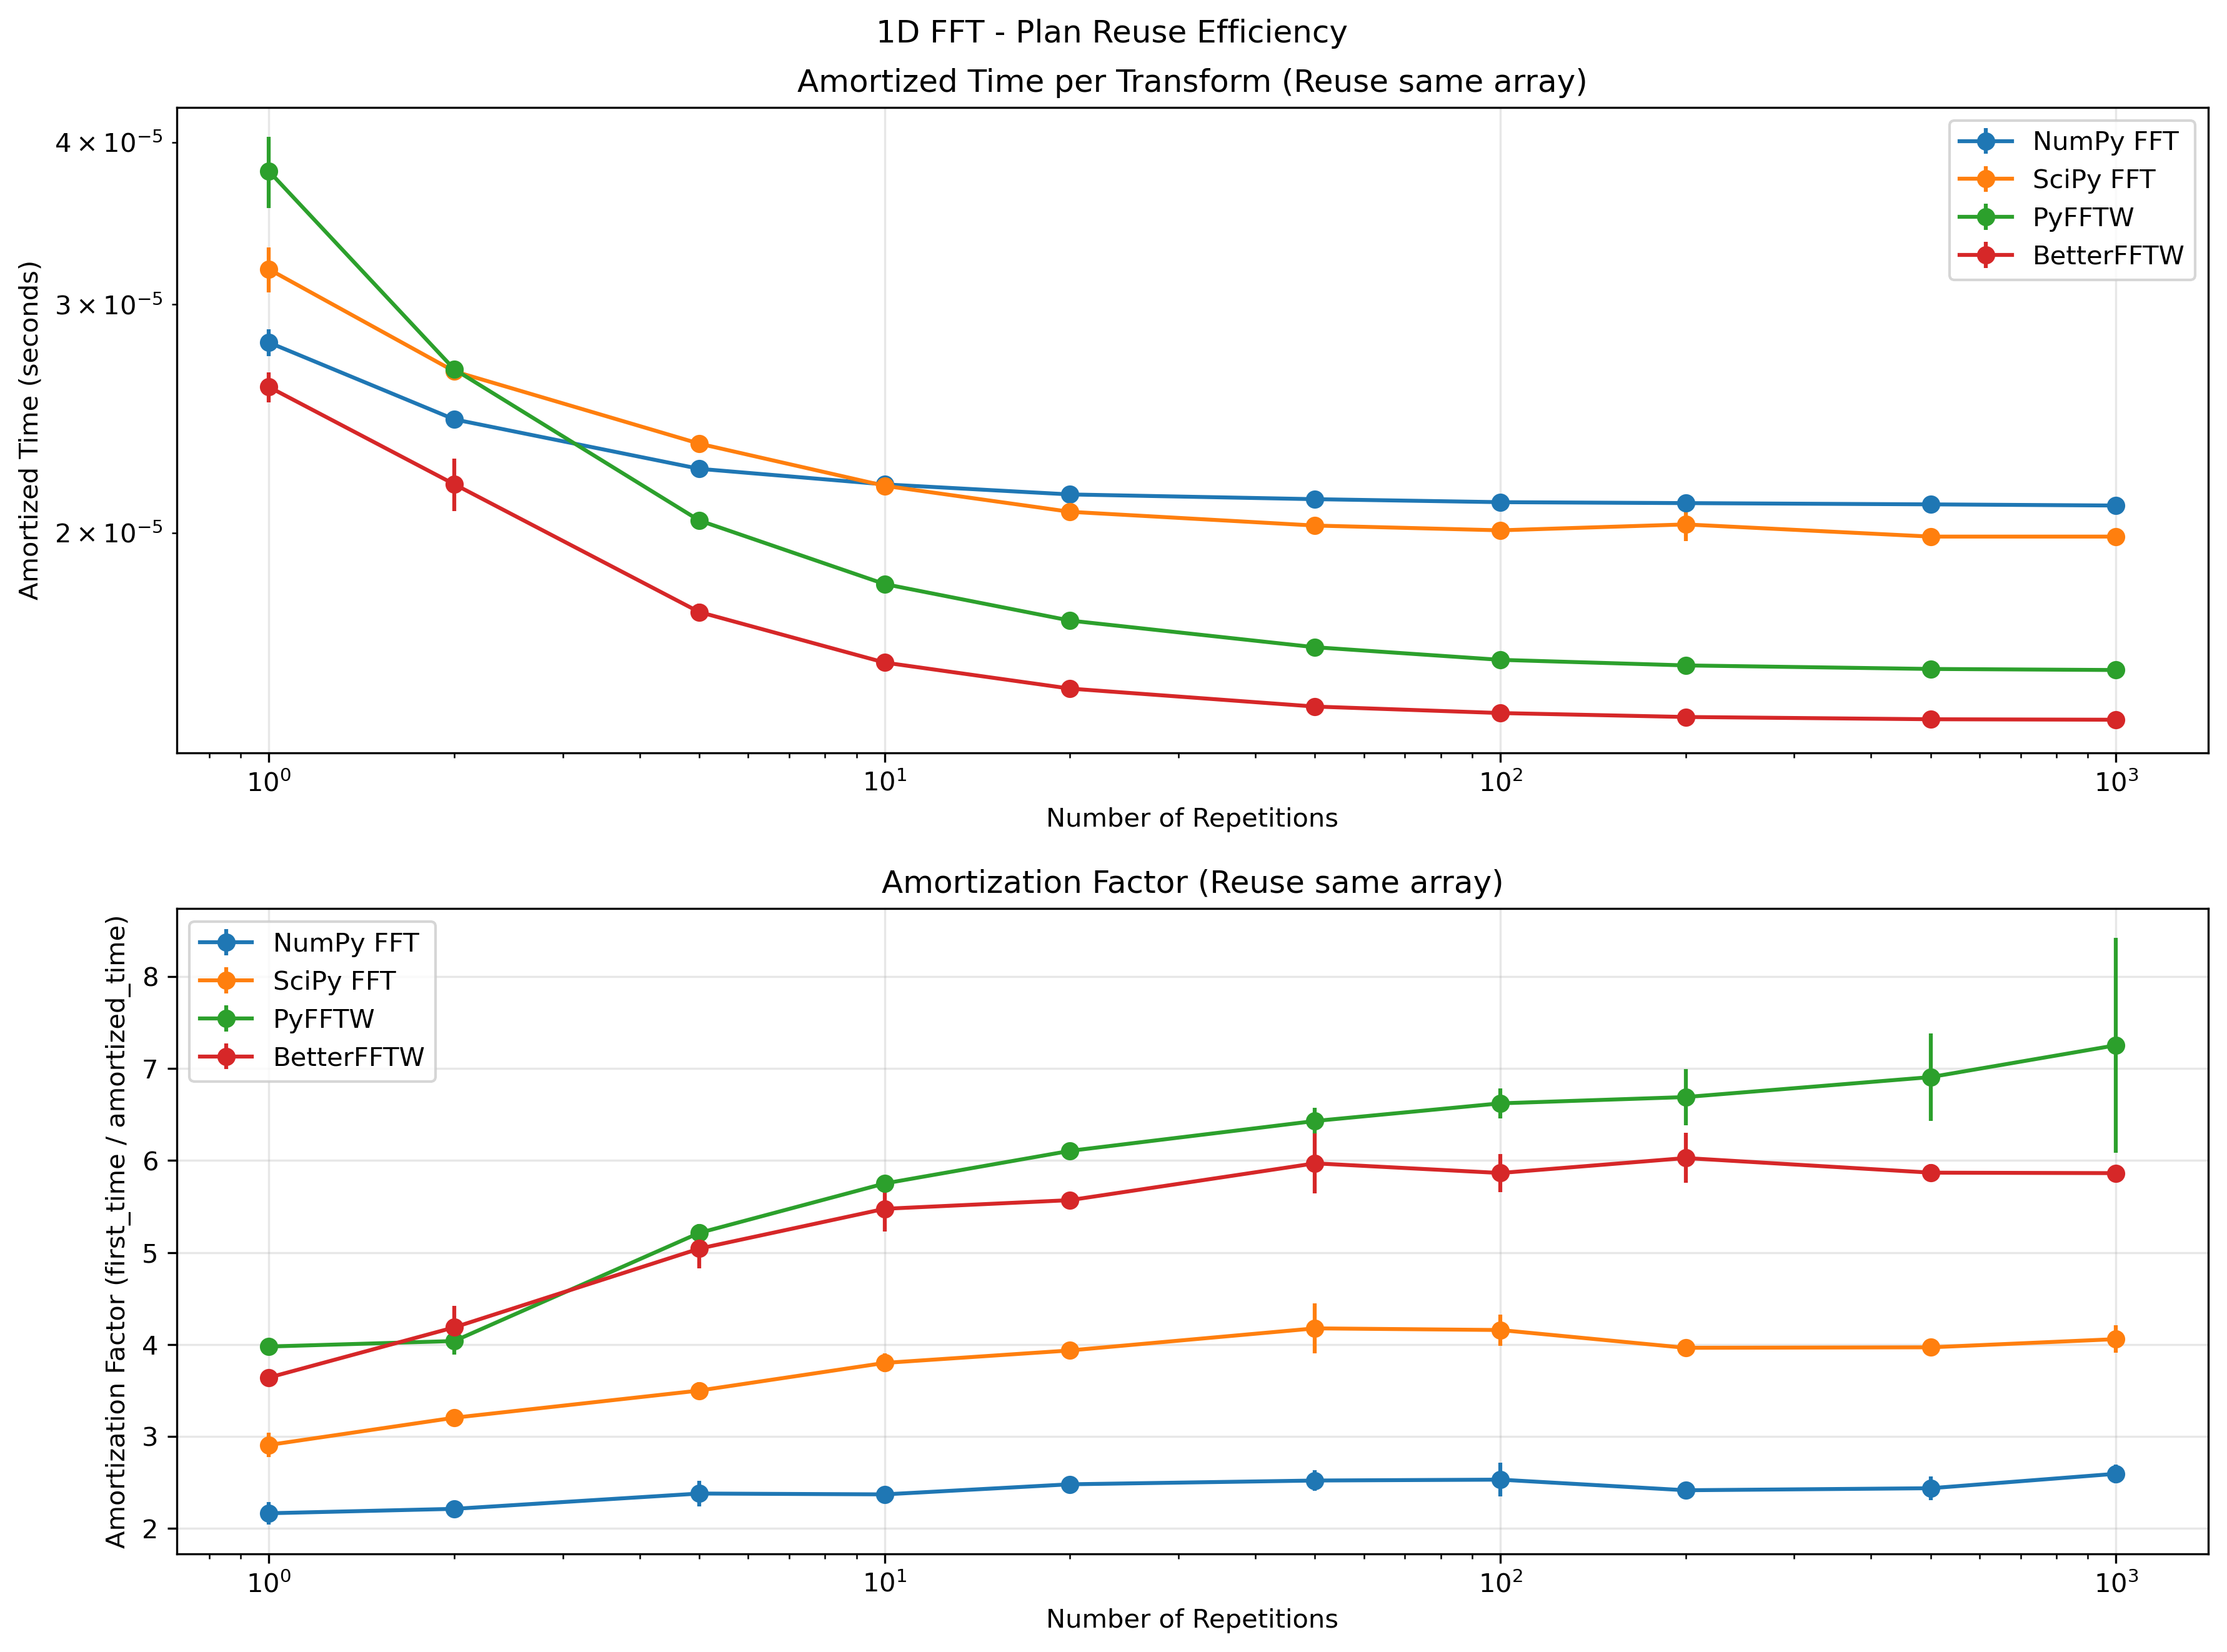 1D FFT - Plan Reuse Efficiency
Amortized Time per Transform (Reuse same array)
Amortized Time (seconds)
4 × 10⁻⁵
3 × 10⁻⁵
2 × 10⁻⁵
NumPy FFT
SciPy FFT
PyFFTW
BetterFFTW
10⁰ 10¹ 10² 10³
Number of Repetitions
Amortization Factor (Reuse same array)
Amortization Factor (first_time / amortized_time)
8
7
6
5
4
3
2
NumPy FFT
SciPy FFT
PyFFTW
BetterFFTW
10⁰ 10¹ 10² 10³
Number of Repetitions